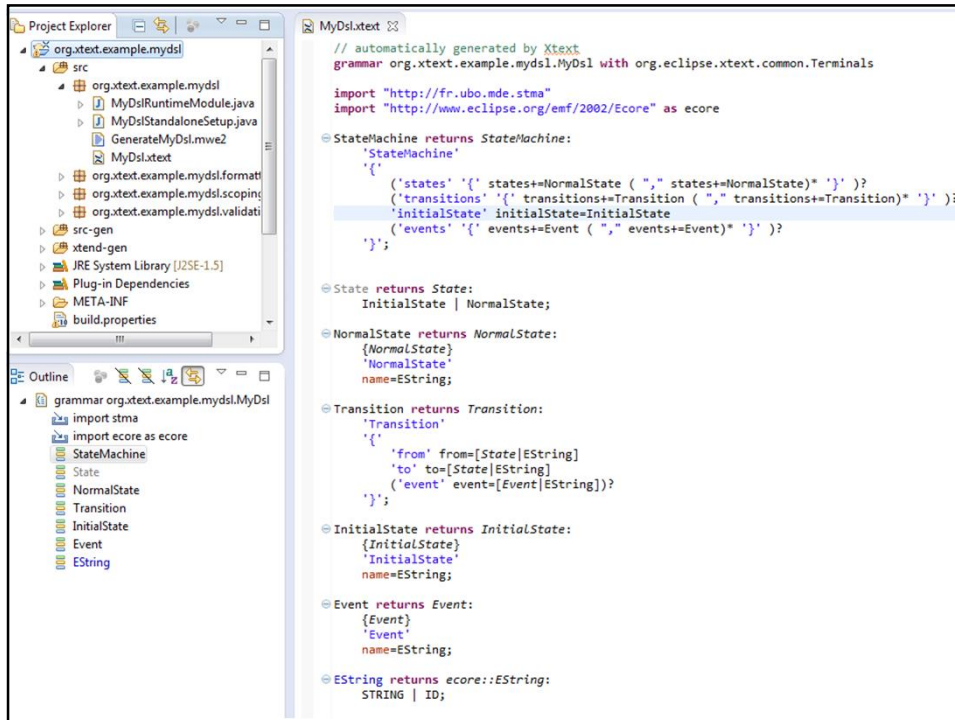 Project Explorer
org.xtext.example.mydsl
src
org.xtext.example.mydsl
MyDslRuntimeModule.java
MyDslStandaloneSetup.java
GenerateMyDsl.mwe2
MyDsl.xtext
org.xtext.example.mydsl.formatt
org.xtext.example.mydsl.scoping
org.xtext.example.mydsl.validati
src-gen
xtend-gen
JRE System Library [J2SE-1.5]
Plug-in Dependencies
META-INF
build.properties
Outline
grammar org.xtext.example.mydsl.MyDsl
import stma
import ecore as ecore
StateMachine
State
NormalState
Transition
InitialState
Event
EString
MyDsl.xtext
// automatically generated by Xtext
grammar org.xtext.example.mydsl.MyDsl with org.eclipse.xtext.common.Terminals
import "http://fr.ubo.mde.stma"
import "http://www.eclipse.org/emf/2002/Ecore" as ecore
StateMachine returns StateMachine:
'StateMachine'
'{'
('states' '{' states+=NormalState ( "," states+=NormalState)* '}' )?
('transitions' '{' transitions+=Transition ( "," transitions+=Transition)* '}' )?
'initialState' initialState=InitialState
('events' '{' events+=Event ( "," events+=Event)* '}' )?
'}';
State returns State:
InitialState | NormalState;
NormalState returns NormalState:
{NormalState}
'NormalState'
name=EString;
Transition returns Transition:
'Transition'
'{'
'from' from=[State|EString]
'to' to=[State|EString]
('event' event=[Event|EString])?
'}';
InitialState returns InitialState:
{InitialState}
'InitialState'
name=EString;
Event returns Event:
{Event}
'Event'
name=EString;
EString returns ecore::EString:
STRING | ID;